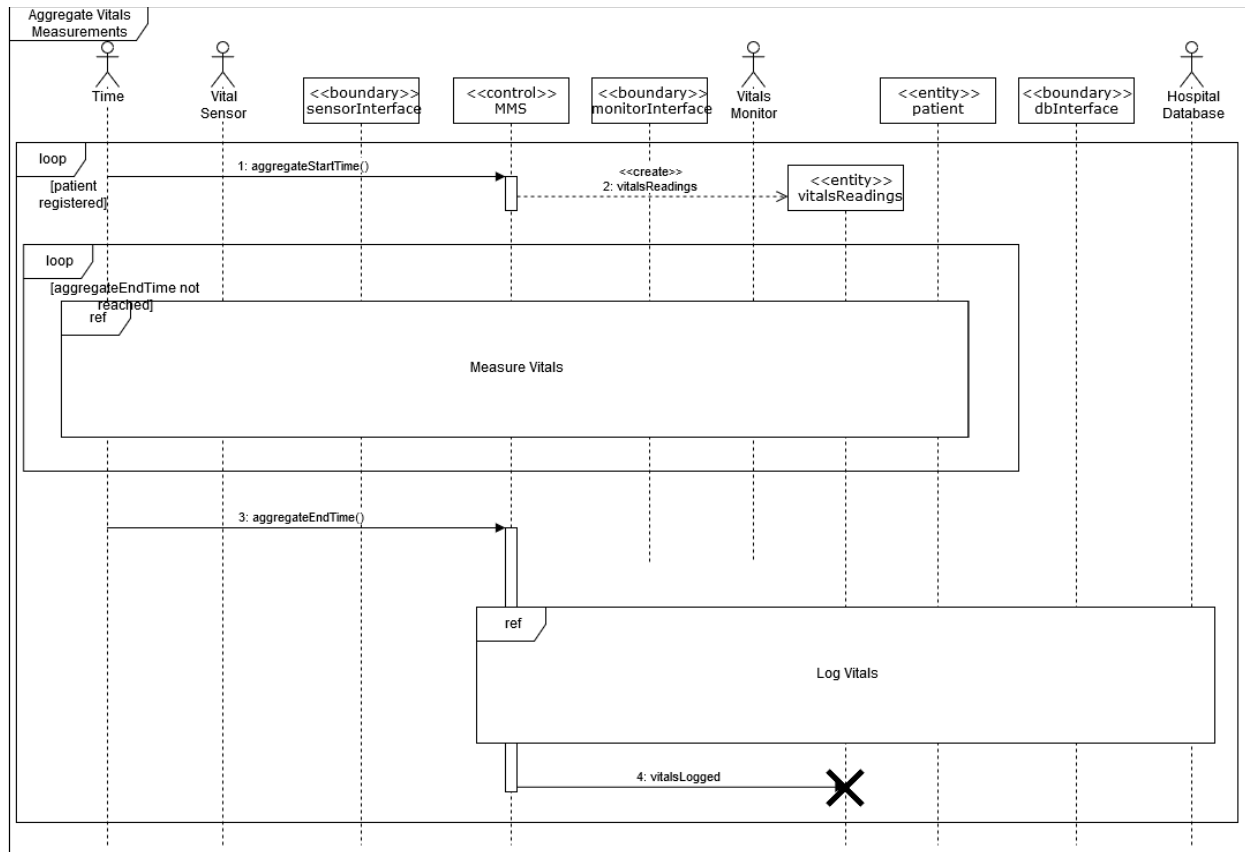 Aggregate Vitals
Measurements
Time
Vital
Sensor
<<boundary>>
sensorInterface
<<control>>
MMS
<<boundary>>
monitorInterface
Vitals
Monitor
<<entity>>
patient
<<boundary>>
dbInterface
Hospital
Database
loop
[patient
registered]
1: aggregateStartTime()
<<create>>
2: vitalsReadings
<<entity>>
vitalsReadings
loop
[aggregateEndTime not
reached]
ref
Measure Vitals
3: aggregateEndTime()
ref
Log Vitals
4: vitalsLogged